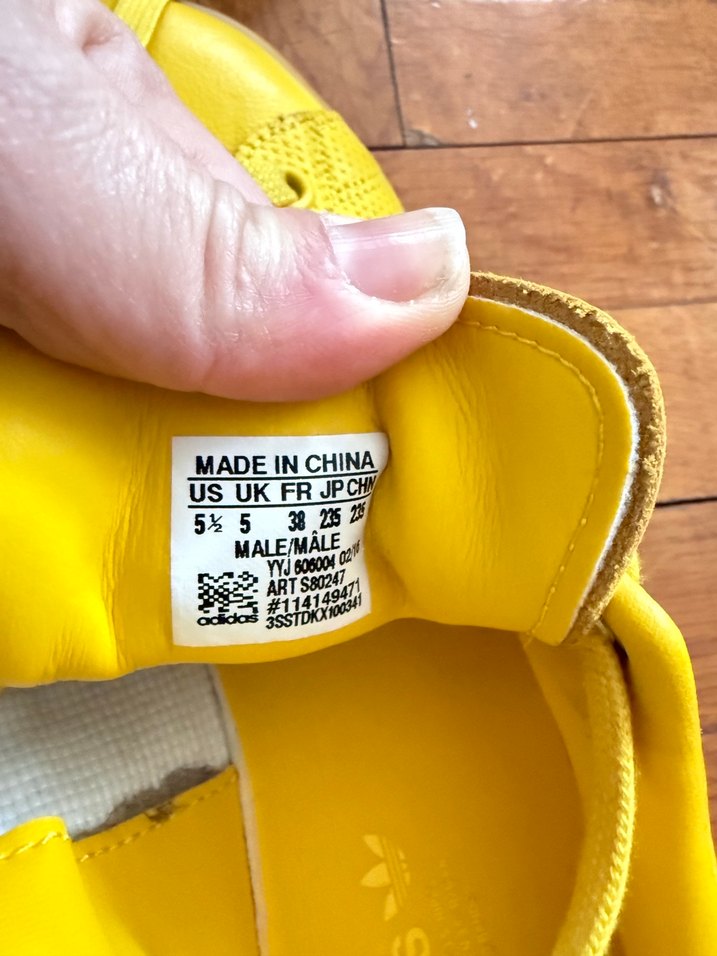 MADE IN CHINA
US UK FR JP CHN
5½ 5 38 235 235
MALE/MÂLE
YYJ 606004 02/16
ART S80247
#114149471
3SSTDKX100341
adidas